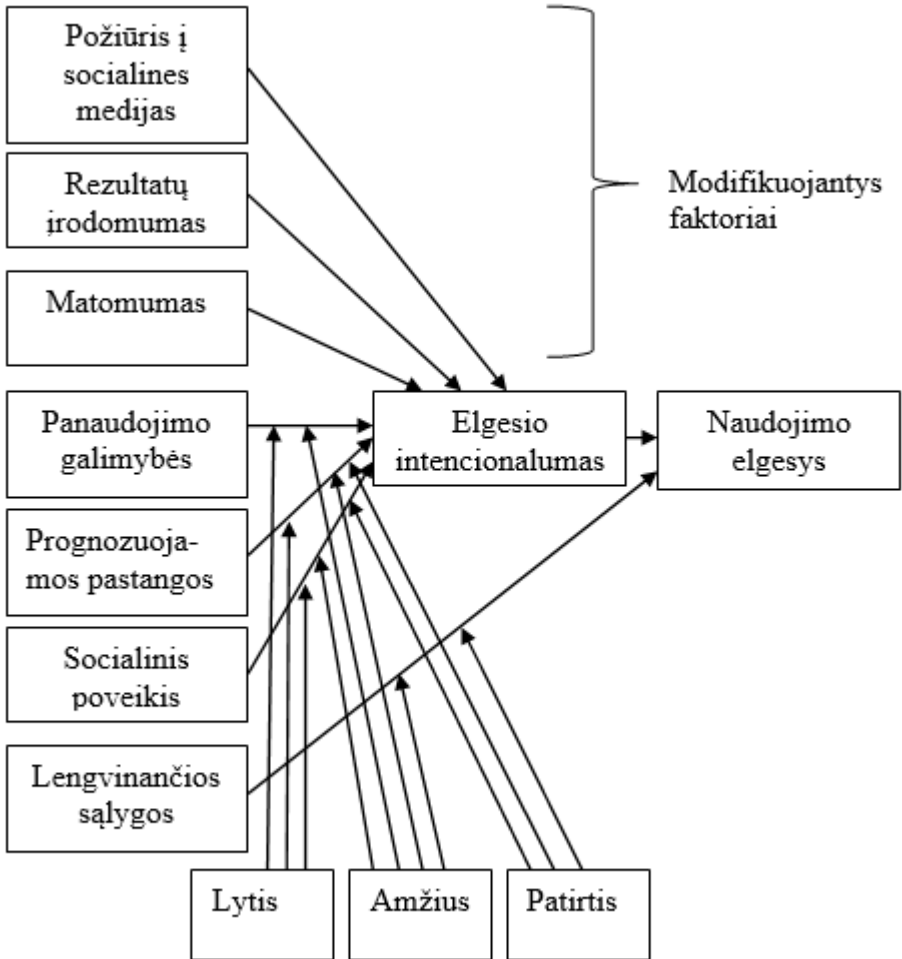 Požiūris į
socialines
medijas
Rezultatų
įrodomumas
Modifikuojantys
faktoriai
Matomumas
Panaudojimo
galimybės
Elgesio
intencionalumas
Naudojimo
elgesys
Prognozuoja-
mos pastangos
Socialinis
poveikis
Lengvinančios
sąlygos
Lytis
Amžius
Patirtis